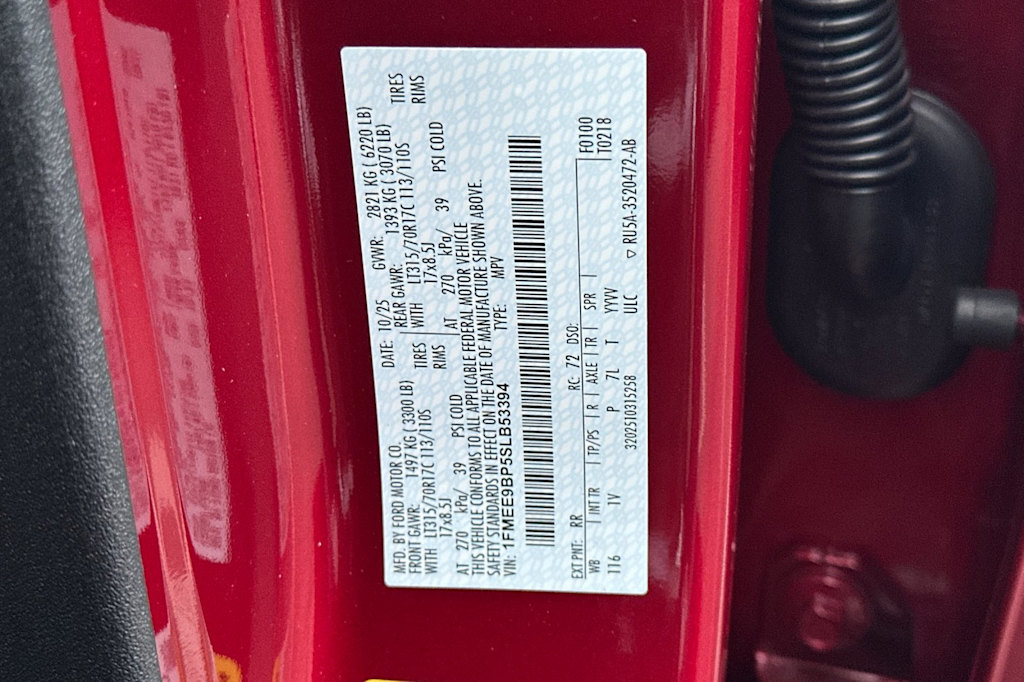 MFD. BY FORD MOTOR CO.
DATE: 10/25 GVWR: 2821 KG ( 6220 LB)
FRONT GAWR: 1497 KG ( 3300 LB) REAR GAWR: 1393 KG ( 3070 LB)
WITH LT315/70R17C 113/110S TIRES WITH LT315/70R17C 113/110S TIRES
17x8.5J RIMS 17x8.5J RIMS
AT 270 kPa/ 39 PSI COLD AT 270 kPa/ 39 PSI COLD
THIS VEHICLE CONFORMS TO ALL APPLICABLE FEDERAL MOTOR VEHICLE
SAFETY STANDARDS IN EFFECT ON THE DATE OF MANUFACTURE SHOWN ABOVE.
VIN: 1FMEE9BP5SLB53394 TYPE: MPV
EXT PNT: RR RC: 72 DSO: F0100
WB INT TR TP/PS R AXLE TR SPR T0218
116 1V P 7L T YYVV
3202510315258 ULC ▽ RU5A-3520472-AB